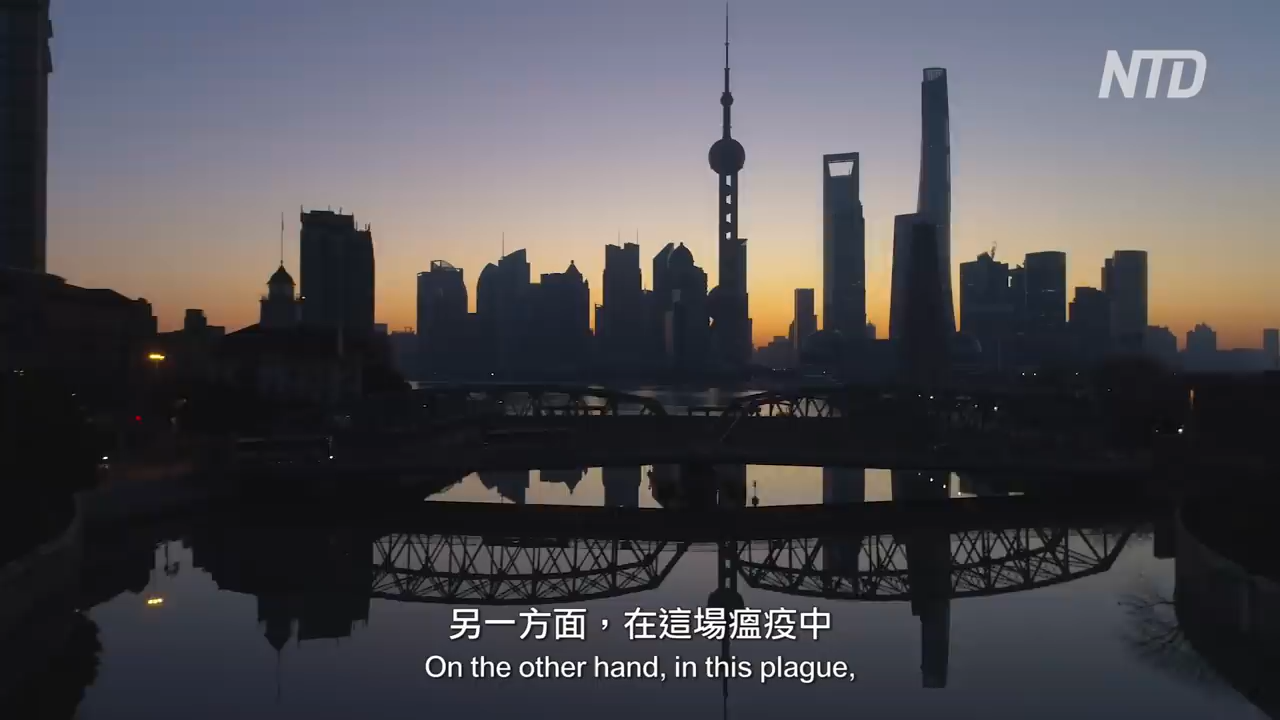 NTD
另一方面，在這場瘟疫中
On the other hand, in this plague,